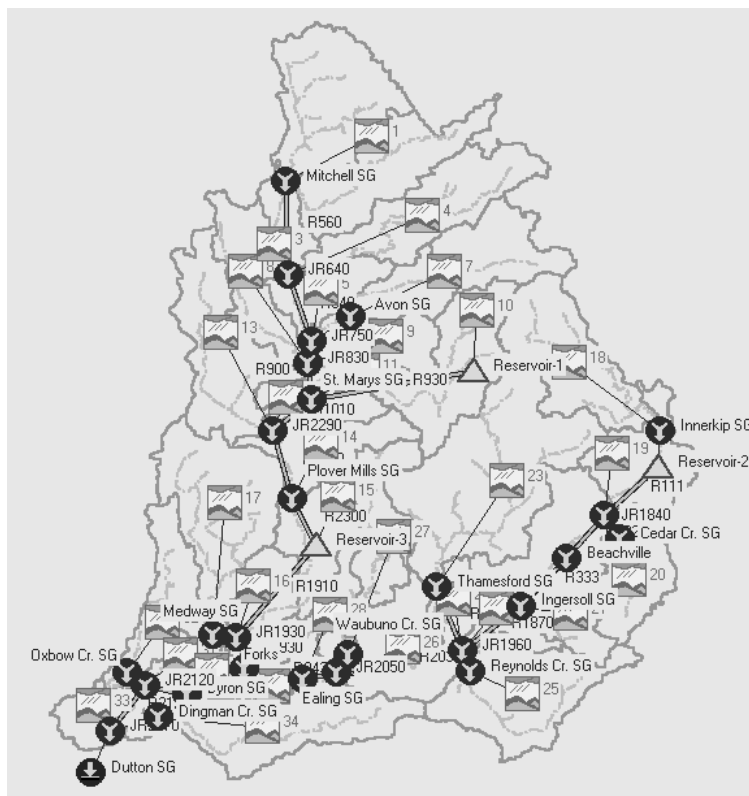 1
Mitchell SG
4
R560
3
8
JR640
7
5
10
Avon SG
13
9
18
JR750
JR830
11
R900
St. Marys SG
R930
Reservoir-1
1010
Innerkip SG
JR2290
14
19
Reservoir-2
Plover Mills SG
23
R111
17
15
27
R2300
JR1840
Cedar Cr. SG
Reservoir-3
Beachville
R333
20
16
R1910
Thamesford SG
Ingersoll SG
Medway SG
28
Waubuno Cr. SG
R1870
JR1930
930
26
JR1960
Oxbow Cr. SG
Forks
JR2050
Reynolds Cr. SG
JR2120
Byron SG
Ealing SG
25
33
Dingman Cr. SG
34
Dutton SG